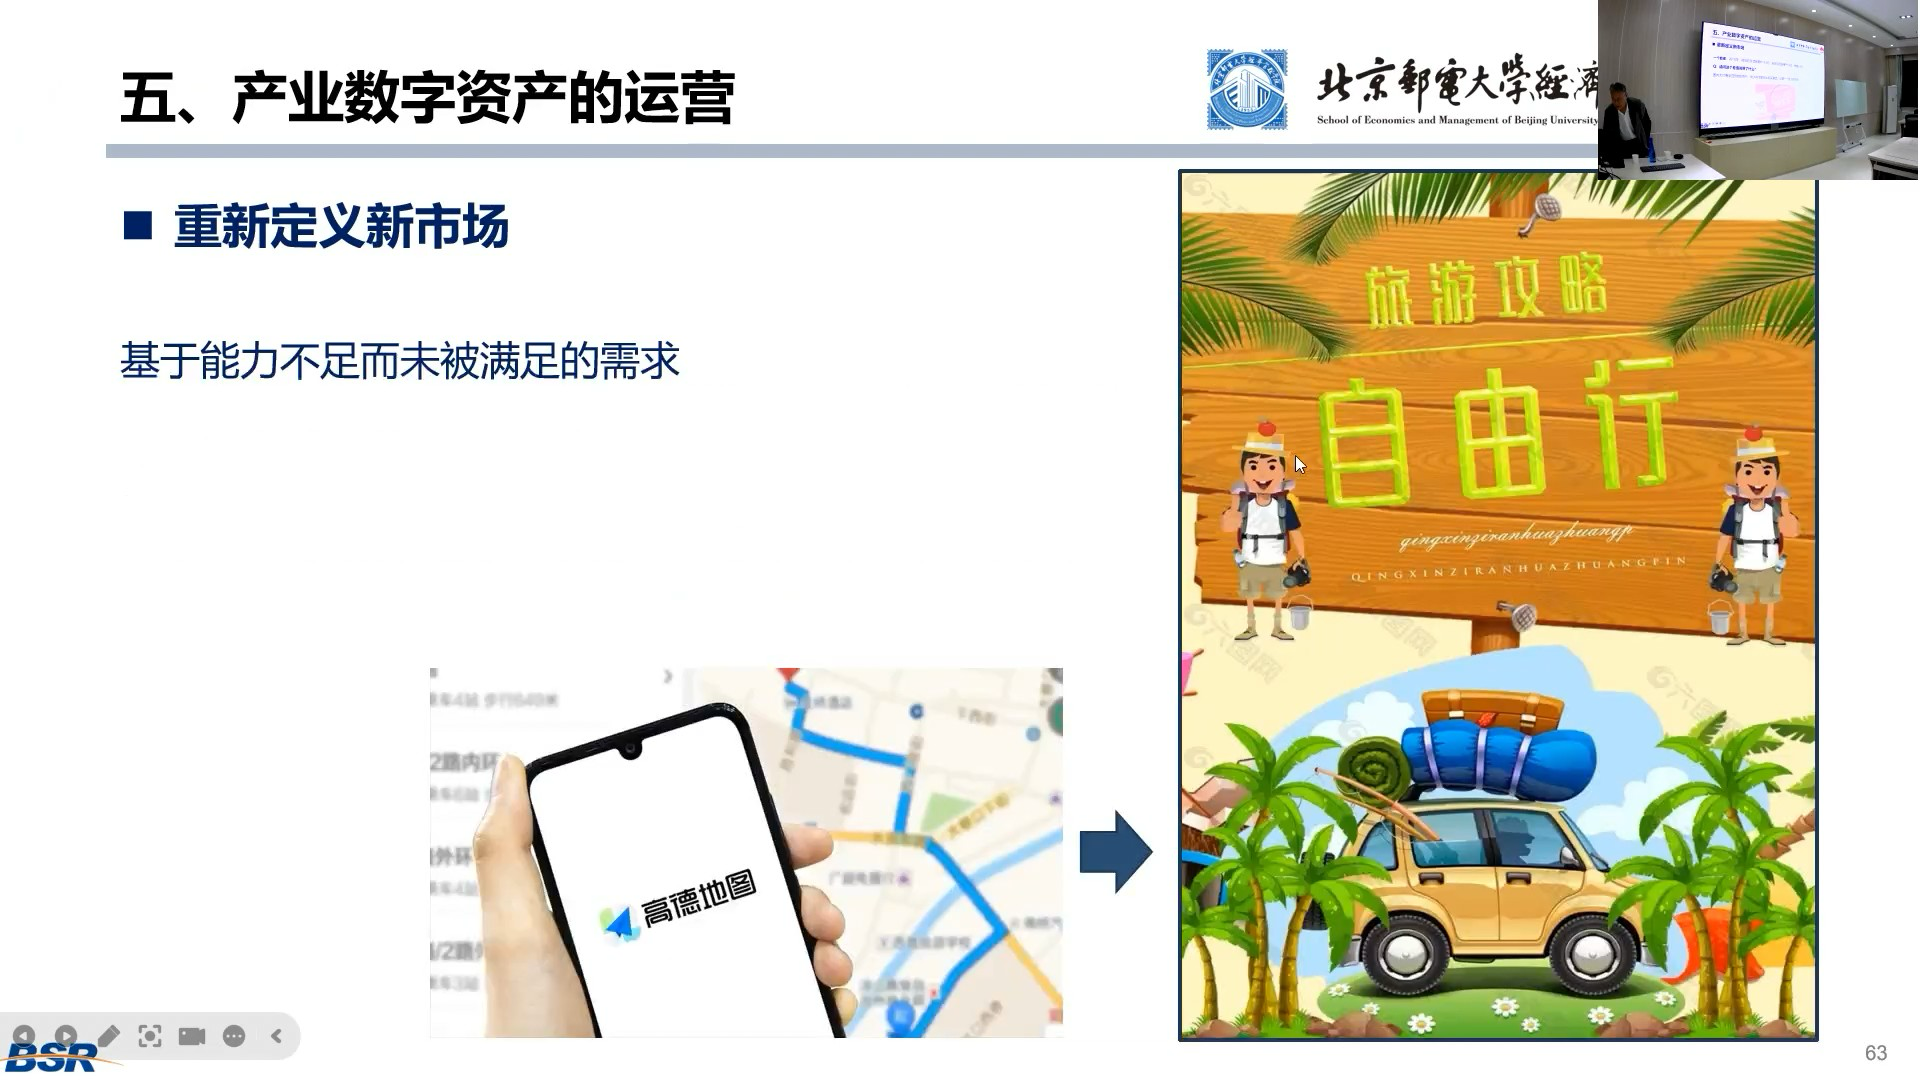 五、产业数字资产的运营
北京邮电大学经济
School of Economics and Management of Beijing University
■ 重新定义新市场
基于能力不足而未被满足的需求
旅游攻略
自由行
qingxinziranhuazhuangp
QINGXINZIRANHUAZHUANGPIN
高德地图
BSR
63